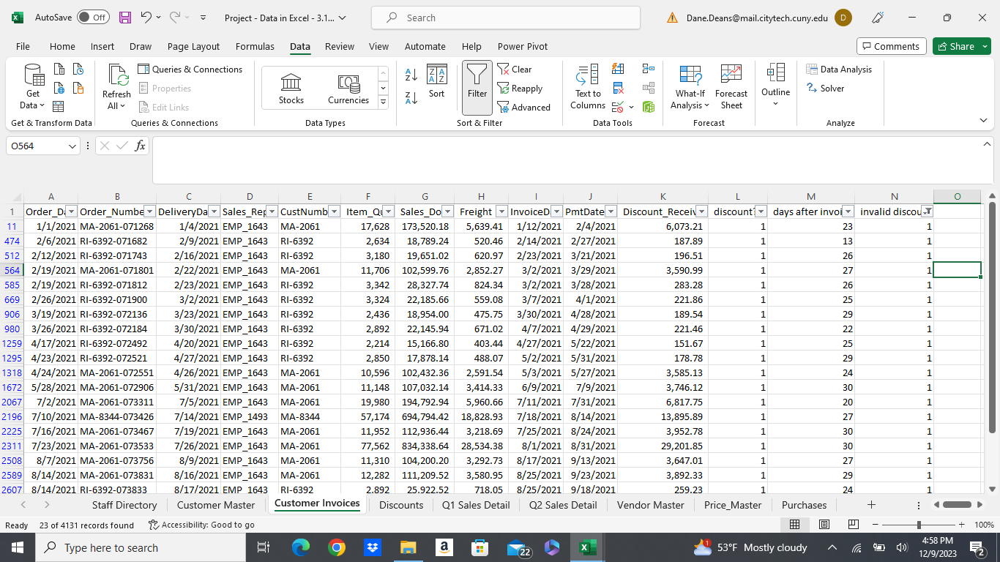 AutoSave Off Project - Data in Excel - 3.1... Search Dane.Deans@mail.citytech.cuny.edu D
File Home Insert Draw Page Layout Formulas Data Review View Automate Help Power Pivot Comments Share
Get Data Refresh All Queries & Connections Properties Edit Links Stocks Currencies Sort Filter Clear Reapply Advanced Text to Columns What-If Analysis Forecast Sheet Outline Data Analysis Solver
Get & Transform Data Queries & Connections Data Types Sort & Filter Data Tools Forecast Analyze
O564 fx
A B C D E F G H I J K L M N O
1 Order_Da Order_Numbe DeliveryDa Sales_Rep CustNumb Item_Qu Sales_Do Freight InvoiceD PmtDate Discount_Receiv discount? days after invoi invalid discou
11 1/1/2021 MA-2061-071268 1/4/2021 EMP_1643 MA-2061 17,628 173,520.18 5,639.41 1/12/2021 2/4/2021 6,073.21 1 23 1
474 2/6/2021 RI-6392-071682 2/9/2021 EMP_1643 RI-6392 2,634 18,789.24 520.46 2/14/2021 2/27/2021 187.89 1 13 1
512 2/12/2021 RI-6392-071743 2/16/2021 EMP_1643 RI-6392 3,180 19,651.02 620.97 2/23/2021 3/21/2021 196.51 1 26 1
564 2/19/2021 MA-2061-071801 2/22/2021 EMP_1643 MA-2061 11,706 102,599.76 2,852.27 3/2/2021 3/29/2021 3,590.99 1 27 1
585 2/19/2021 RI-6392-071812 2/23/2021 EMP_1643 RI-6392 3,342 28,327.74 824.34 3/2/2021 3/28/2021 283.28 1 26 1
669 2/26/2021 RI-6392-071900 3/2/2021 EMP_1643 RI-6392 3,324 22,185.66 559.08 3/7/2021 4/1/2021 221.86 1 25 1
906 3/19/2021 RI-6392-072136 3/23/2021 EMP_1643 RI-6392 2,436 18,954.00 475.75 3/30/2021 4/28/2021 189.54 1 29 1
980 3/26/2021 RI-6392-072184 3/30/2021 EMP_1643 RI-6392 2,892 22,145.94 671.02 4/7/2021 4/29/2021 221.46 1 22 1
1259 4/17/2021 RI-6392-072492 4/20/2021 EMP_1643 RI-6392 2,214 15,166.80 403.44 4/27/2021 5/22/2021 151.67 1 25 1
1295 4/23/2021 RI-6392-072521 4/27/2021 EMP_1643 RI-6392 2,850 17,878.14 488.07 5/2/2021 5/31/2021 178.78 1 29 1
1318 4/24/2021 MA-2061-072551 4/26/2021 EMP_1643 MA-2061 10,596 102,432.36 2,591.54 5/3/2021 5/27/2021 3,585.13 1 24 1
1672 5/28/2021 MA-2061-072906 5/31/2021 EMP_1643 MA-2061 11,148 107,032.14 3,414.33 6/9/2021 7/9/2021 3,746.12 1 30 1
2067 7/2/2021 MA-2061-073311 7/5/2021 EMP_1643 MA-2061 19,980 194,792.94 5,960.66 7/11/2021 7/31/2021 6,817.75 1 20 1
2196 7/10/2021 MA-8344-073426 7/14/2021 EMP_1493 MA-8344 57,174 694,794.42 18,828.93 7/18/2021 8/14/2021 13,895.89 1 27 1
2225 7/16/2021 MA-2061-073467 7/19/2021 EMP_1643 MA-2061 11,952 112,936.44 3,218.69 7/25/2021 8/24/2021 3,952.78 1 30 1
2311 7/23/2021 MA-2061-073533 7/26/2021 EMP_1643 MA-2061 77,562 834,338.64 28,534.38 8/1/2021 8/31/2021 29,201.85 1 30 1
2508 8/7/2021 MA-2061-073756 8/9/2021 EMP_1643 MA-2061 11,310 104,200.20 3,292.73 8/17/2021 9/13/2021 3,647.01 1 27 1
2589 8/14/2021 MA-2061-073831 8/16/2021 EMP_1643 MA-2061 12,282 111,209.52 3,580.95 8/25/2021 9/23/2021 3,892.33 1 29 1
2607 8/14/2021 RI-6392-073833 8/17/2021 EMP_1643 RI-6392 2,892 25,922.52 718.05 8/25/2021 9/18/2021 259.23 1 24 1
Staff Directory Customer Master Customer Invoices Discounts Q1 Sales Detail Q2 Sales Detail Vendor Master Price_Master Purchases
Ready 23 of 4131 records found Accessibility: Good to go 100%
Type here to search 22 1 53°F Mostly cloudy 4:58 PM
12/9/2023 2